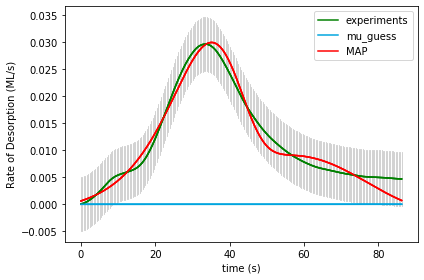 0.035
0.030
0.025
0.020
0.015
0.010
0.005
0.000
−0.005
Rate of Desorption (ML/s)
experiments
mu_guess
MAP
0 20 40 60 80
time (s)